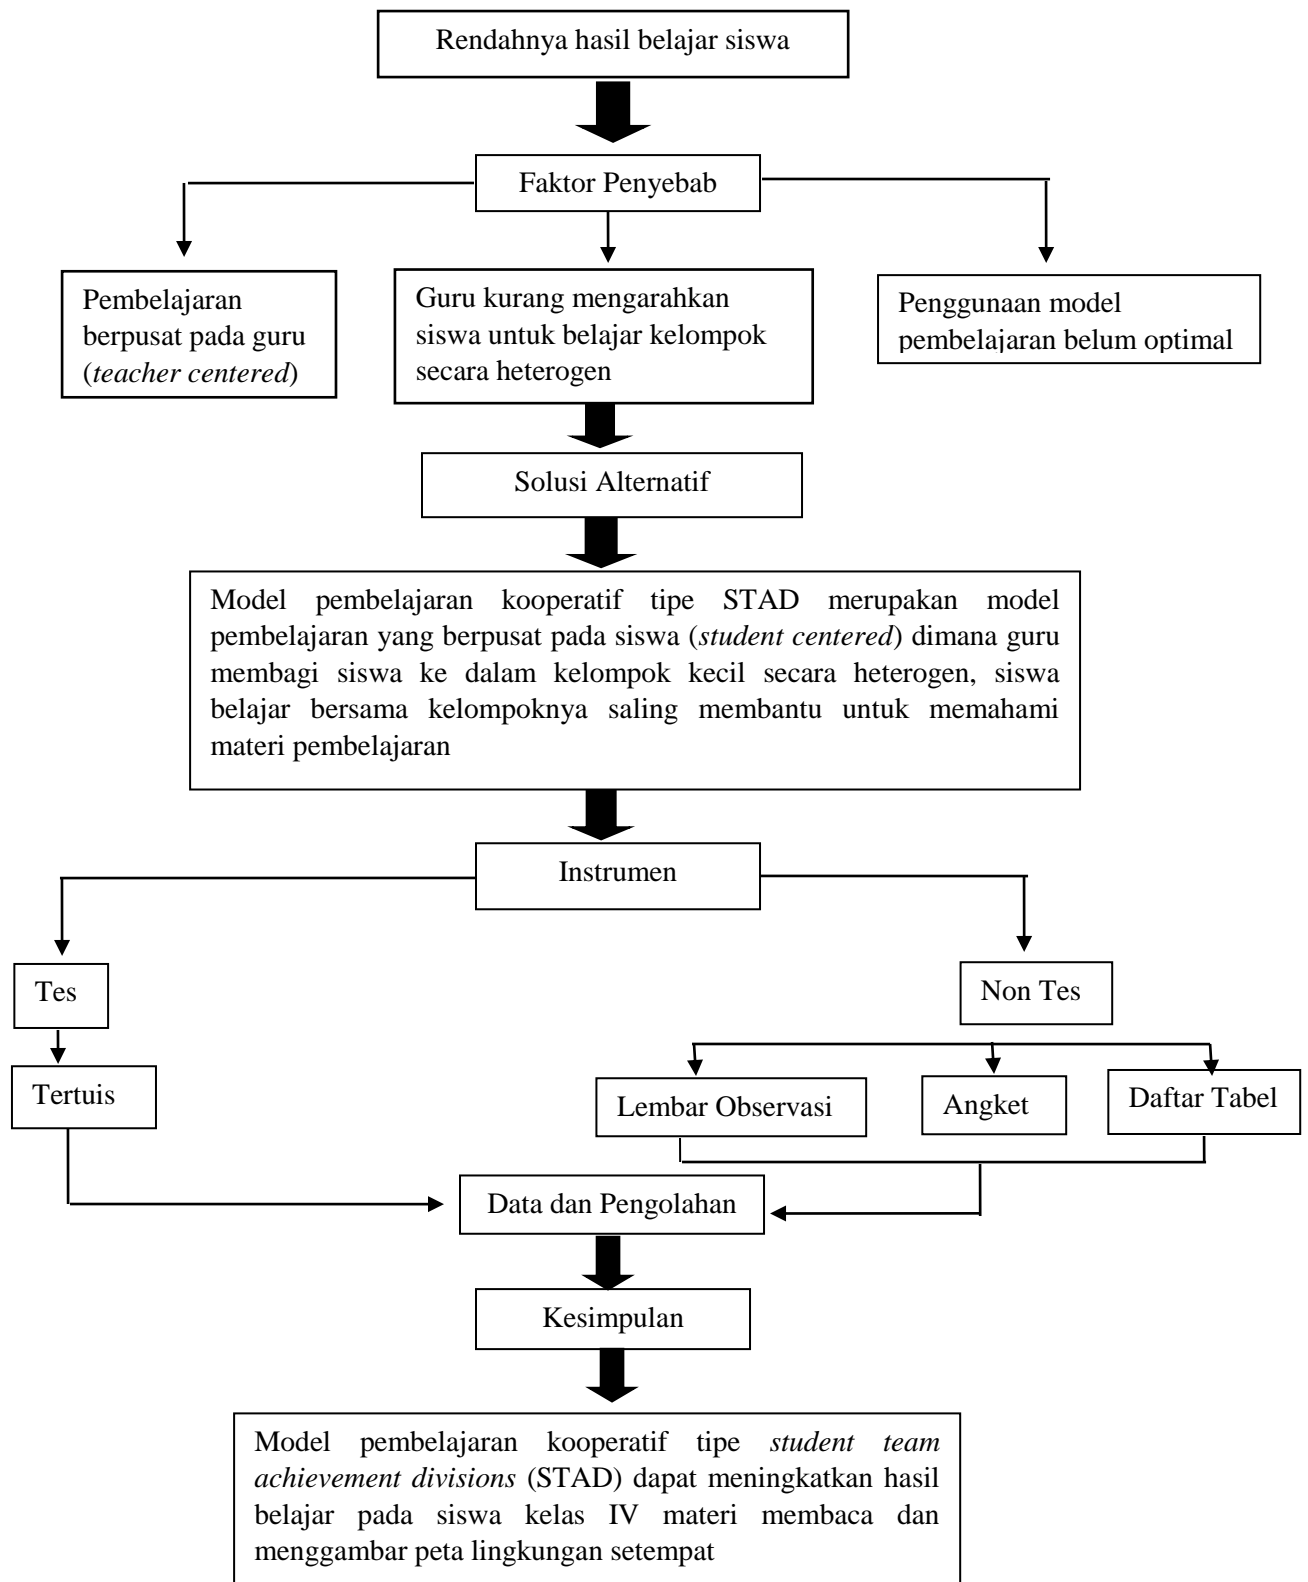 Rendahnya hasil belajar siswa
Faktor Penyebab
Pembelajaran
berpusat pada guru
(teacher centered)
Guru kurang mengarahkan
siswa untuk belajar kelompok
secara heterogen
Penggunaan model
pembelajaran belum optimal
Solusi Alternatif
Model pembelajaran kooperatif tipe STAD merupakan model
pembelajaran yang berpusat pada siswa (student centered) dimana guru
membagi siswa ke dalam kelompok kecil secara heterogen, siswa
belajar bersama kelompoknya saling membantu untuk memahami
materi pembelajaran
Instrumen
Tes
Non Tes
Tertuis
Lembar Observasi
Angket
Daftar Tabel
Data dan Pengolahan
Kesimpulan
Model pembelajaran kooperatif tipe student team
achievement divisions (STAD) dapat meningkatkan hasil
belajar pada siswa kelas IV materi membaca dan
menggambar peta lingkungan setempat